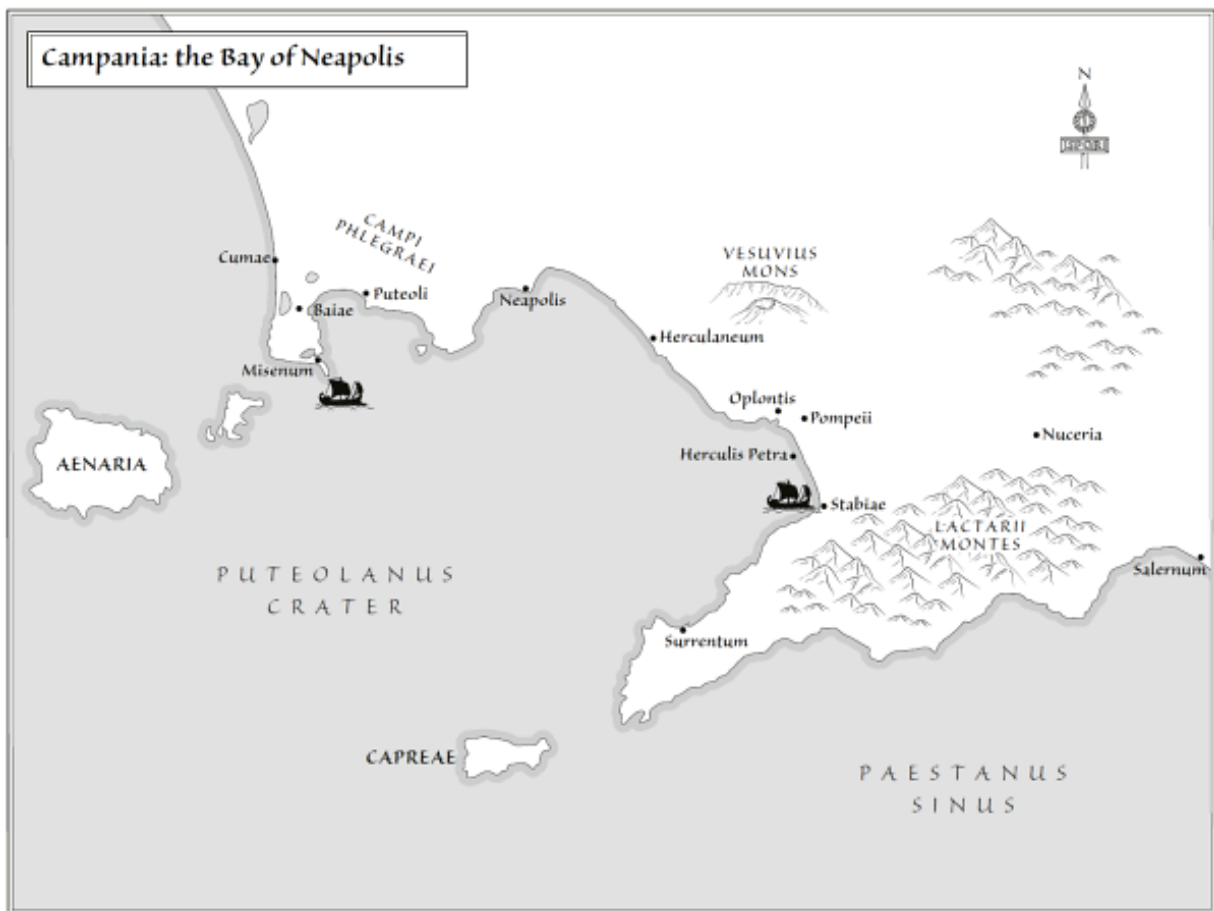 Campania: the Bay of Neapolis
N
CAMPI
PHLEGRAEI
Cumae
VESUVIUS
MONS
Puteoli
Neapolis
Baiae
Herculaneum
Misenum
Oplontis
Pompeii
Nuceria
Herculis Petra
AENARIA
Stabiae
LACTARII
MONTES
Salernum
PUTEOLANUS
CRATER
Surrentum
CAPREAE
PAESTANUS
SINUS